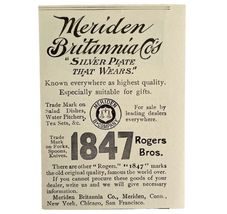 Meriden
Britannia Co's
"SILVER PLATE
THAT WEARS."
Known everywhere as highest quality.
Especially suitable for gifts.
Trade Mark on
Salad Dishes,
Water Pitchers,
Tea Sets, &c.
For sale by
leading dealers
everywhere.
Trade
Mark
on Forks,
Spoons,
Knives.
1847 Rogers
Bros.
There are other "Rogers." "1847" marks
the old original quality, famous the world over.
If you cannot procure these goods of your
dealer, write us and we will give necessary
information.
Meriden Britannia Co., Meriden, Conn.,
New York, Chicago, San Francisco.